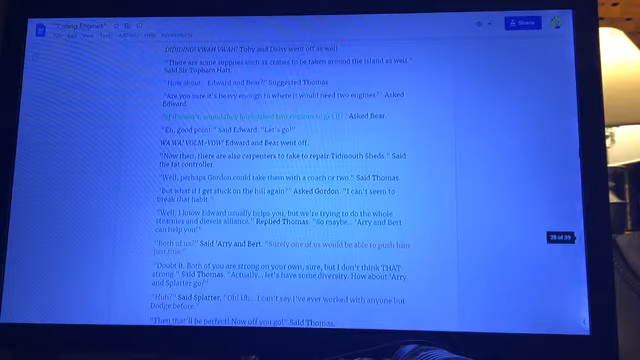 "Calling Engines"
File Edit View Tools Help
Share
DIDIDING! VWAH VWAH! Toby and Daisy went off as well
"There are some supplies such as cranes to be taken around the island as well."
Said Sir Topham Hatt.
"How about... Edward and Bear?" Suggested Thomas.
"Are you sure it's heavy enough to where it would need two engines?" Asked
Edward.
would they have asked two engines to get it?" Asked Bear.
"Eh, good point." Said Edward. "Let's go!"
WA WA! VOLM-VOW! Edward and Bear went off.
"Now then, there are also carpenters to take to repair Tidmouth Sheds." Said
the fat controller.
"Well, perhaps Gordon could take them with a coach or two." Said Thomas.
"But what if I get stuck on the hill again?" Asked Gordon. "I can't seem to
break that habit."
"Well, I know Edward usually helps you, but we're trying to do the whole
steamies and diesels alliance." Replied Thomas. "So maybe... 'Arry and Bert
can help you!"
"Both of us?" Said 'Arry and Bert. "Surely one of us would be able to push him
just fine."
"Doubt it. Both of you are strong on your own, sure, but I don't think THAT
strong." Said Thomas. "Actually... let's have some diversity. How about 'Arry
and Splatter go?"
"Huh?" Said Splatter. "Oh! I can't say I've ever worked with anyone but
Dodge before."
"Then that'll be perfect! Now off you go!" Said Thomas.
28 of 39